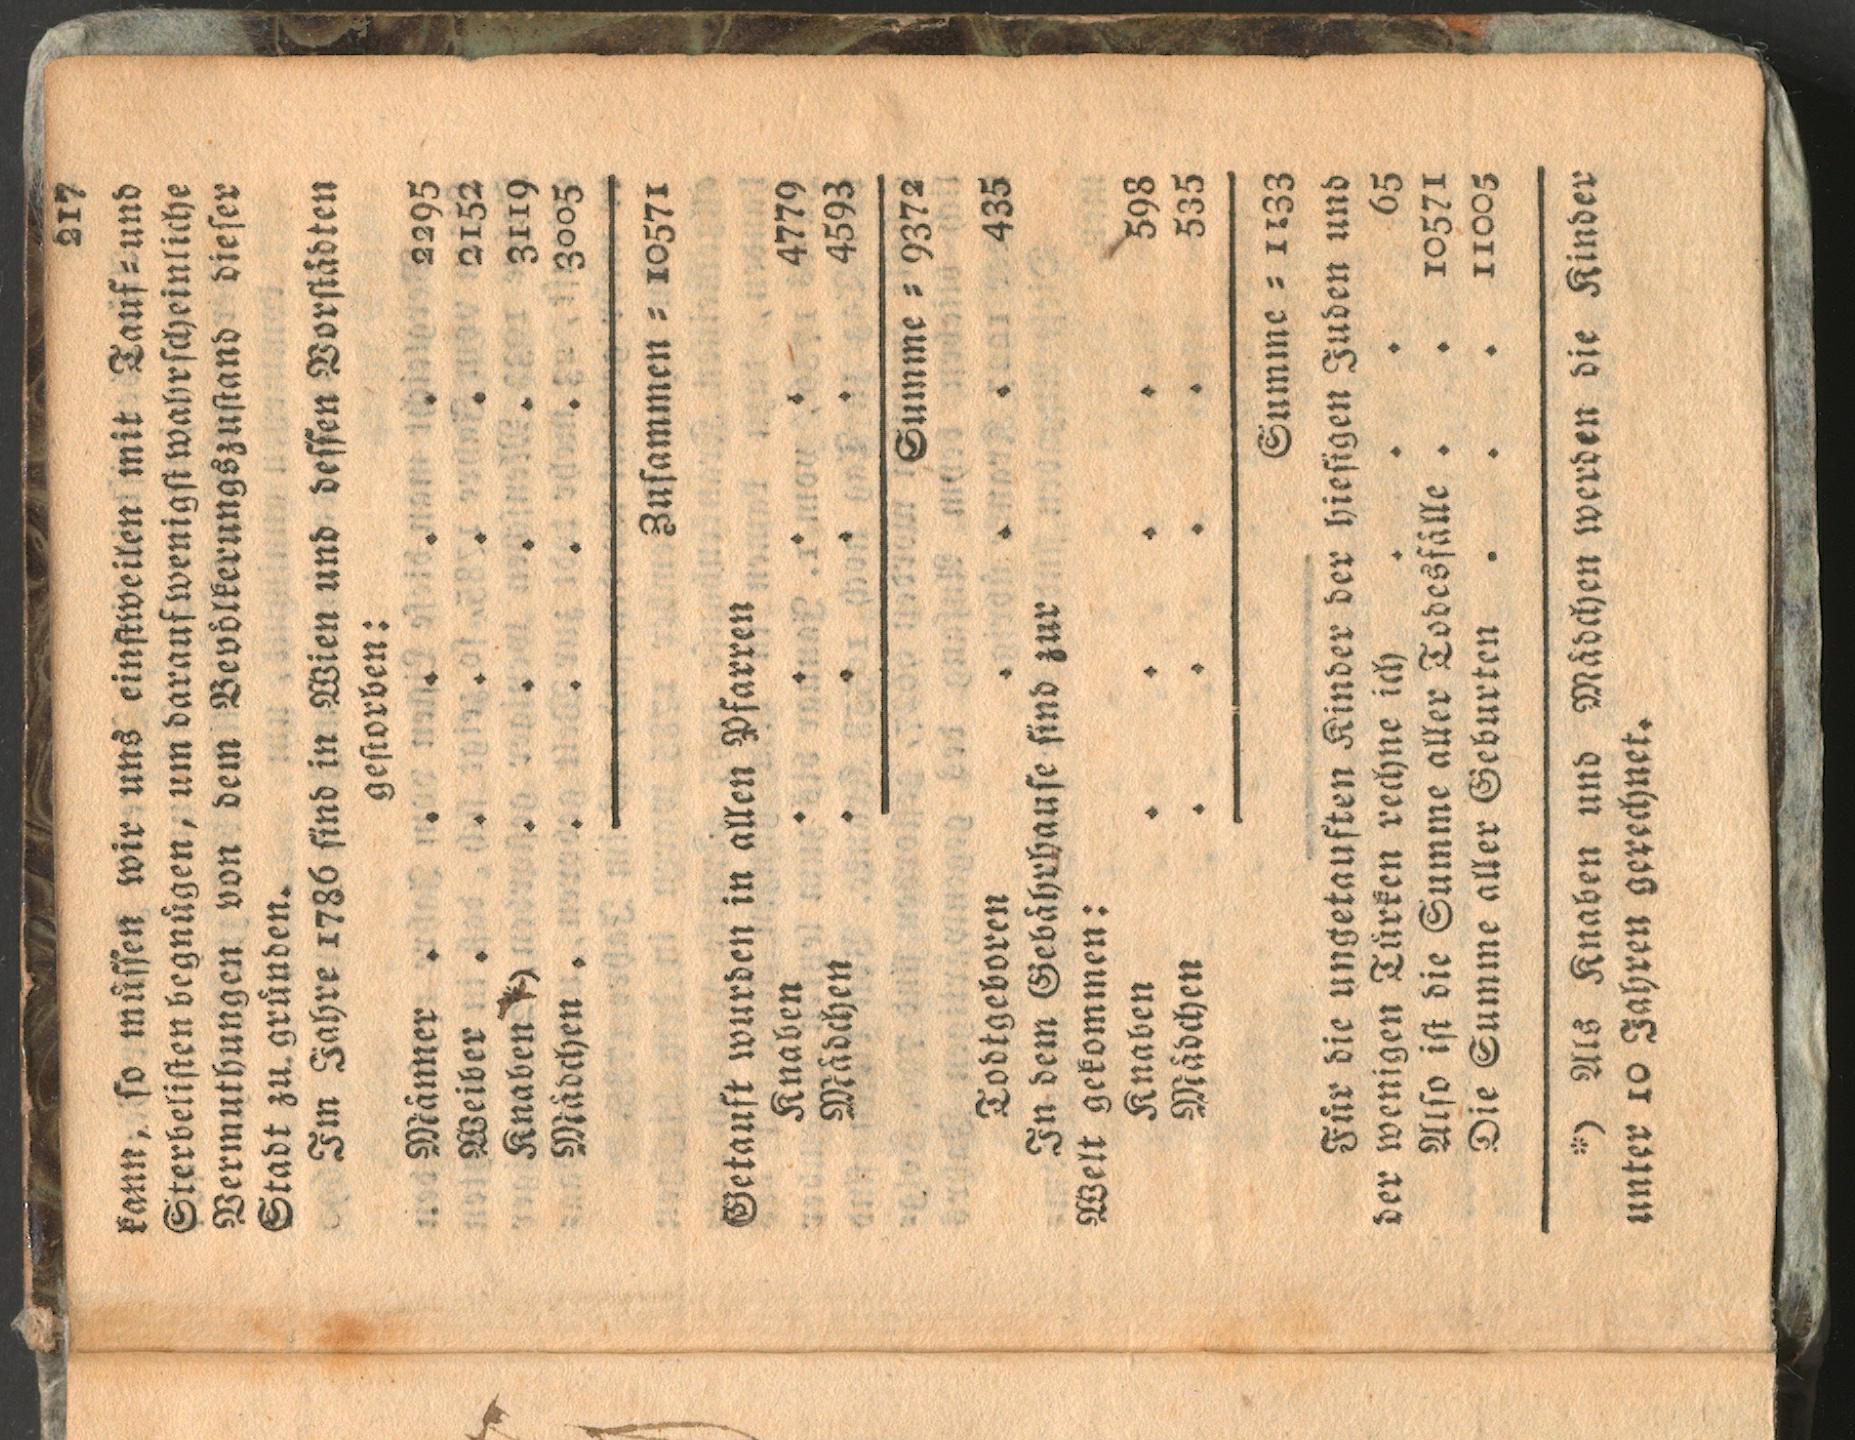 217
kann, so müssen wir uns einstweilen mit Tauf= und
Sterbelisten begnügen, um darauf wenigst wahrscheinliche
Vermuthungen von dem Bevölkerungszustand dieser
Stadt zu gründen.
Im Jahre 1786 sind in Wien und dessen Vorstädten
gestorben:
Männer . . . . . 2295
Weiber . . . . . 2152
Knaben *) . . . . 3119
Mädchen . . . . . 3005
Zusammen = 10571
Getauft wurden in allen Pfarren
Knaben . . . . 4779
Mädchen . . . . 4593
Summe = 9372
Todtgeboren . . . 435
In dem Gebährhause sind zur
Welt gekommen:
Knaben . . . . 598
Mädchen . . . . 535
Summe = 1133
Für die ungetauften Kinder der hiesigen Juden und
der wenigen Türken rechne ich . . . 65
Also ist die Summe aller Todesfälle . . 10571
Die Summe aller Geburten . . . 11005
*) Als Knaben und Mädchen werden die Kinder
unter 10 Jahren gerechnet.